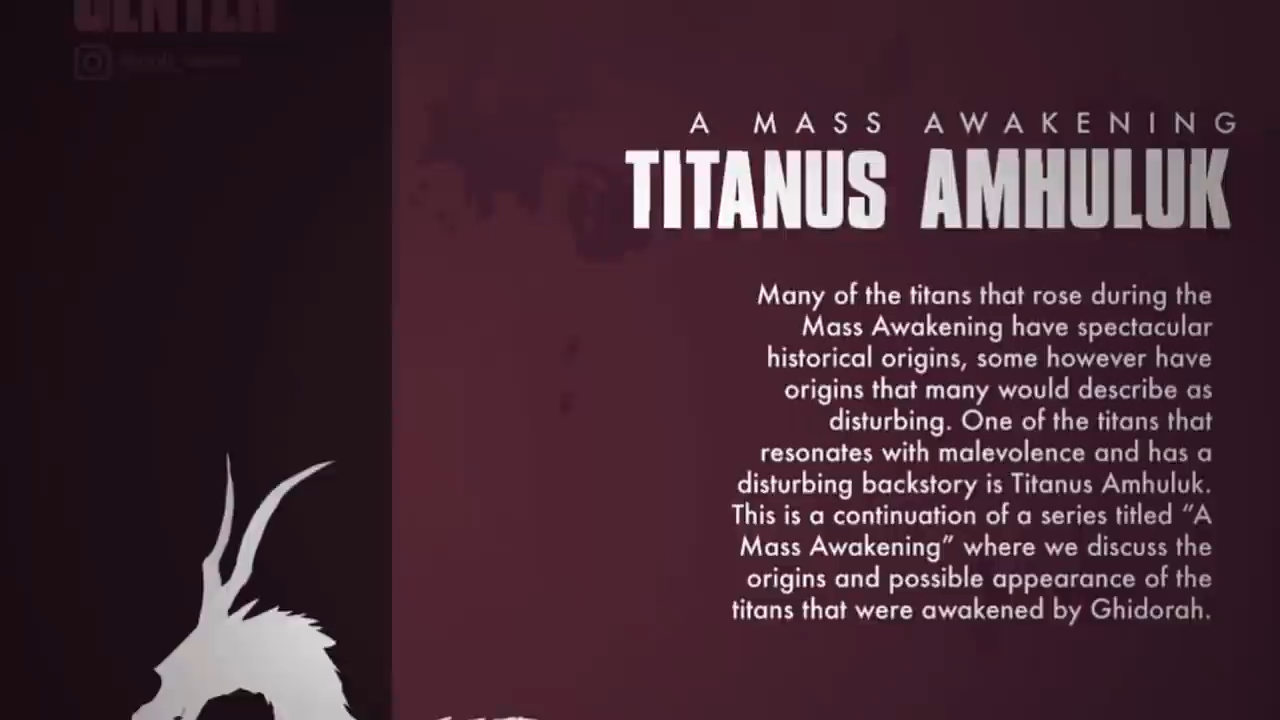 CENTER
A MASS AWAKENING
TITANUS AMHULUK
Many of the titans that rose during the
Mass Awakening have spectacular
historical origins, some however have
origins that many would describe as
disturbing. One of the titans that
resonates with malevolence and has a
disturbing backstory is Titanus Amhuluk.
This is a continuation of a series titled “A
Mass Awakening” where we discuss the
origins and possible appearance of the
titans that were awakened by Ghidorah.